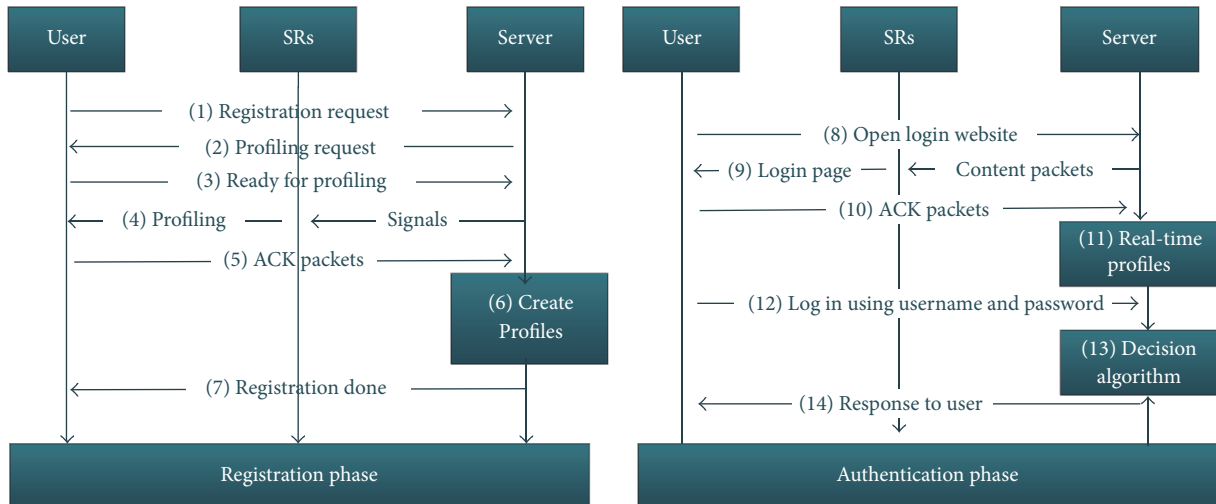 User
SRs
Server
(1) Registration request
(2) Profiling request
(3) Ready for profiling
(4) Profiling
Signals
(5) ACK packets
(6) Create
Profiles
(7) Registration done
Registration phase
User
SRs
Server
(8) Open login website
(9) Login page
Content packets
(10) ACK packets
(11) Real-time
profiles
(12) Log in using username and password
(13) Decision
algorithm
(14) Response to user
Authentication phase